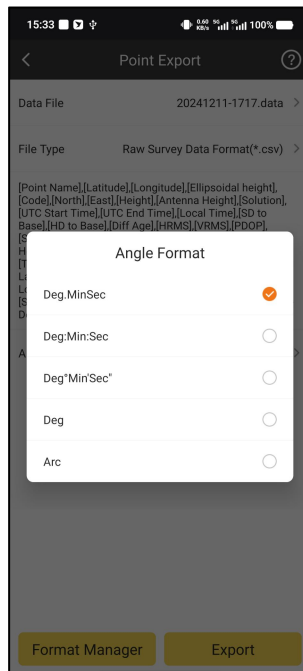 15:33 0.60 KB/s 5G 5G 100%
Point Export ?
Data File 20241211-1717.data
File Type Raw Survey Data Format(*.csv)
[Point Name],[Latitude],[Longitude],[Ellipsoidal height],
[Code],[North],[East],[Height],[Antenna Height],[Solution],
[UTC Start Time],[UTC End Time],[Local Time],[SD to
Base],[HD to Base],[Diff Age],[HRMS],[VRMS],[PDOP],
Angle Format
Deg.MinSec
Deg:Min:Sec
Deg°Min'Sec"
Deg
Arc
Format Manager Export